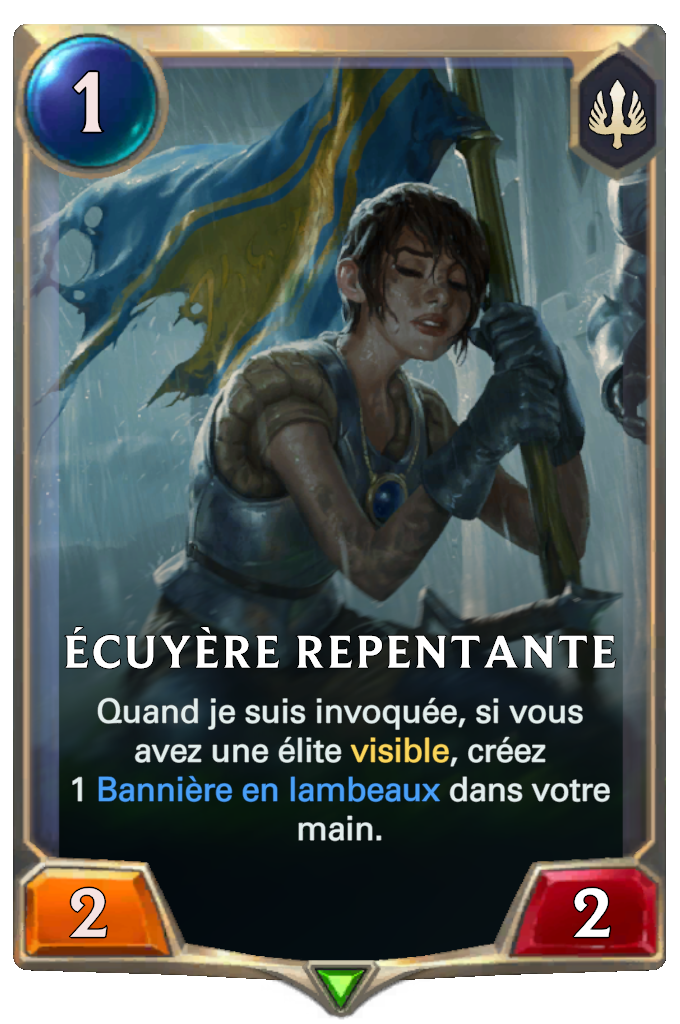 1
ÉCUYÈRE REPENTANTE
Quand je suis invoquée, si vous
avez une élite visible, créez
1 Bannière en lambeaux dans votre
main.
2 2